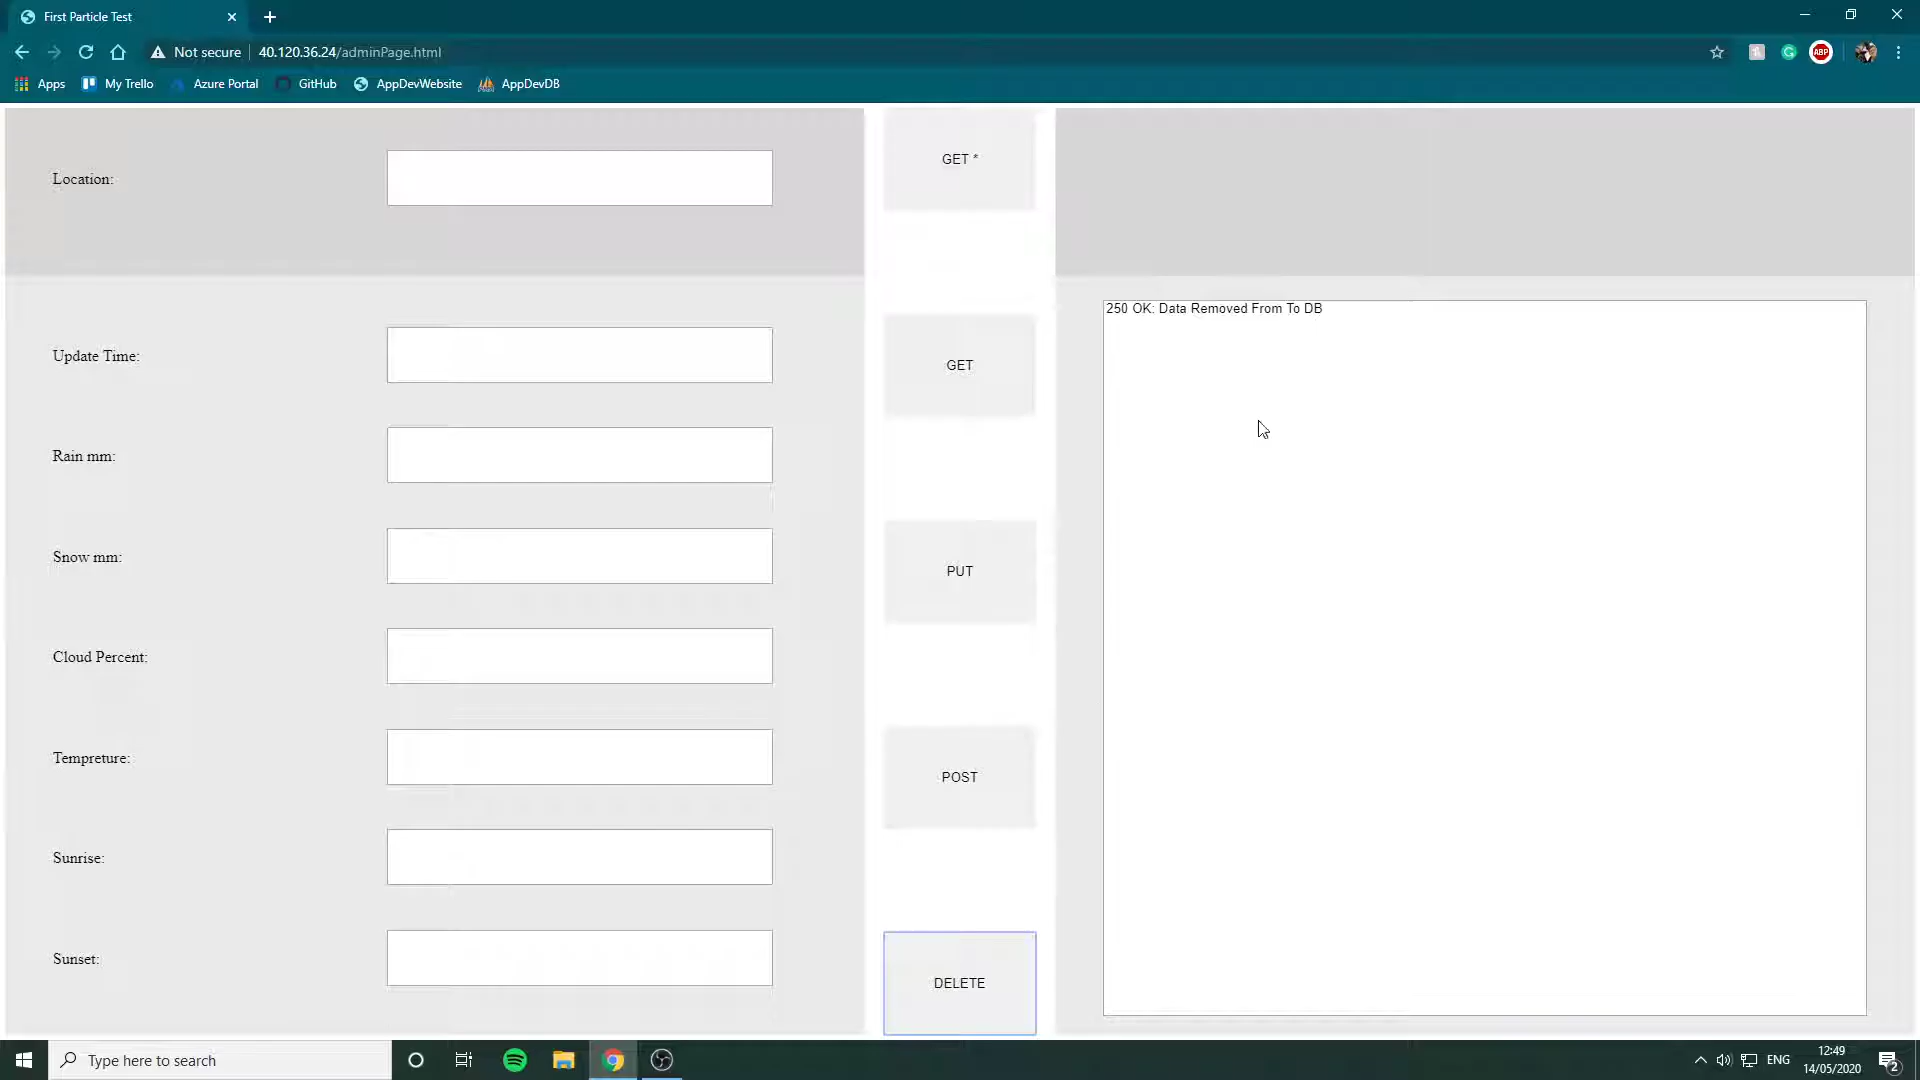 First Particle Test
Not secure
40.120.36.24/adminPage.html
ABP
Apps
My Trello
Azure Portal
GitHub
AppDevWebsite
AppDevDB
Location:
Update Time:
Rain mm:
Snow mm:
Cloud Percent:
Tempreture:
Sunrise:
Sunset:
GET *
GET
PUT
POST
DELETE
250 OK: Data Removed From To DB
Type here to search
ENG
12:49
14/05/2020
2